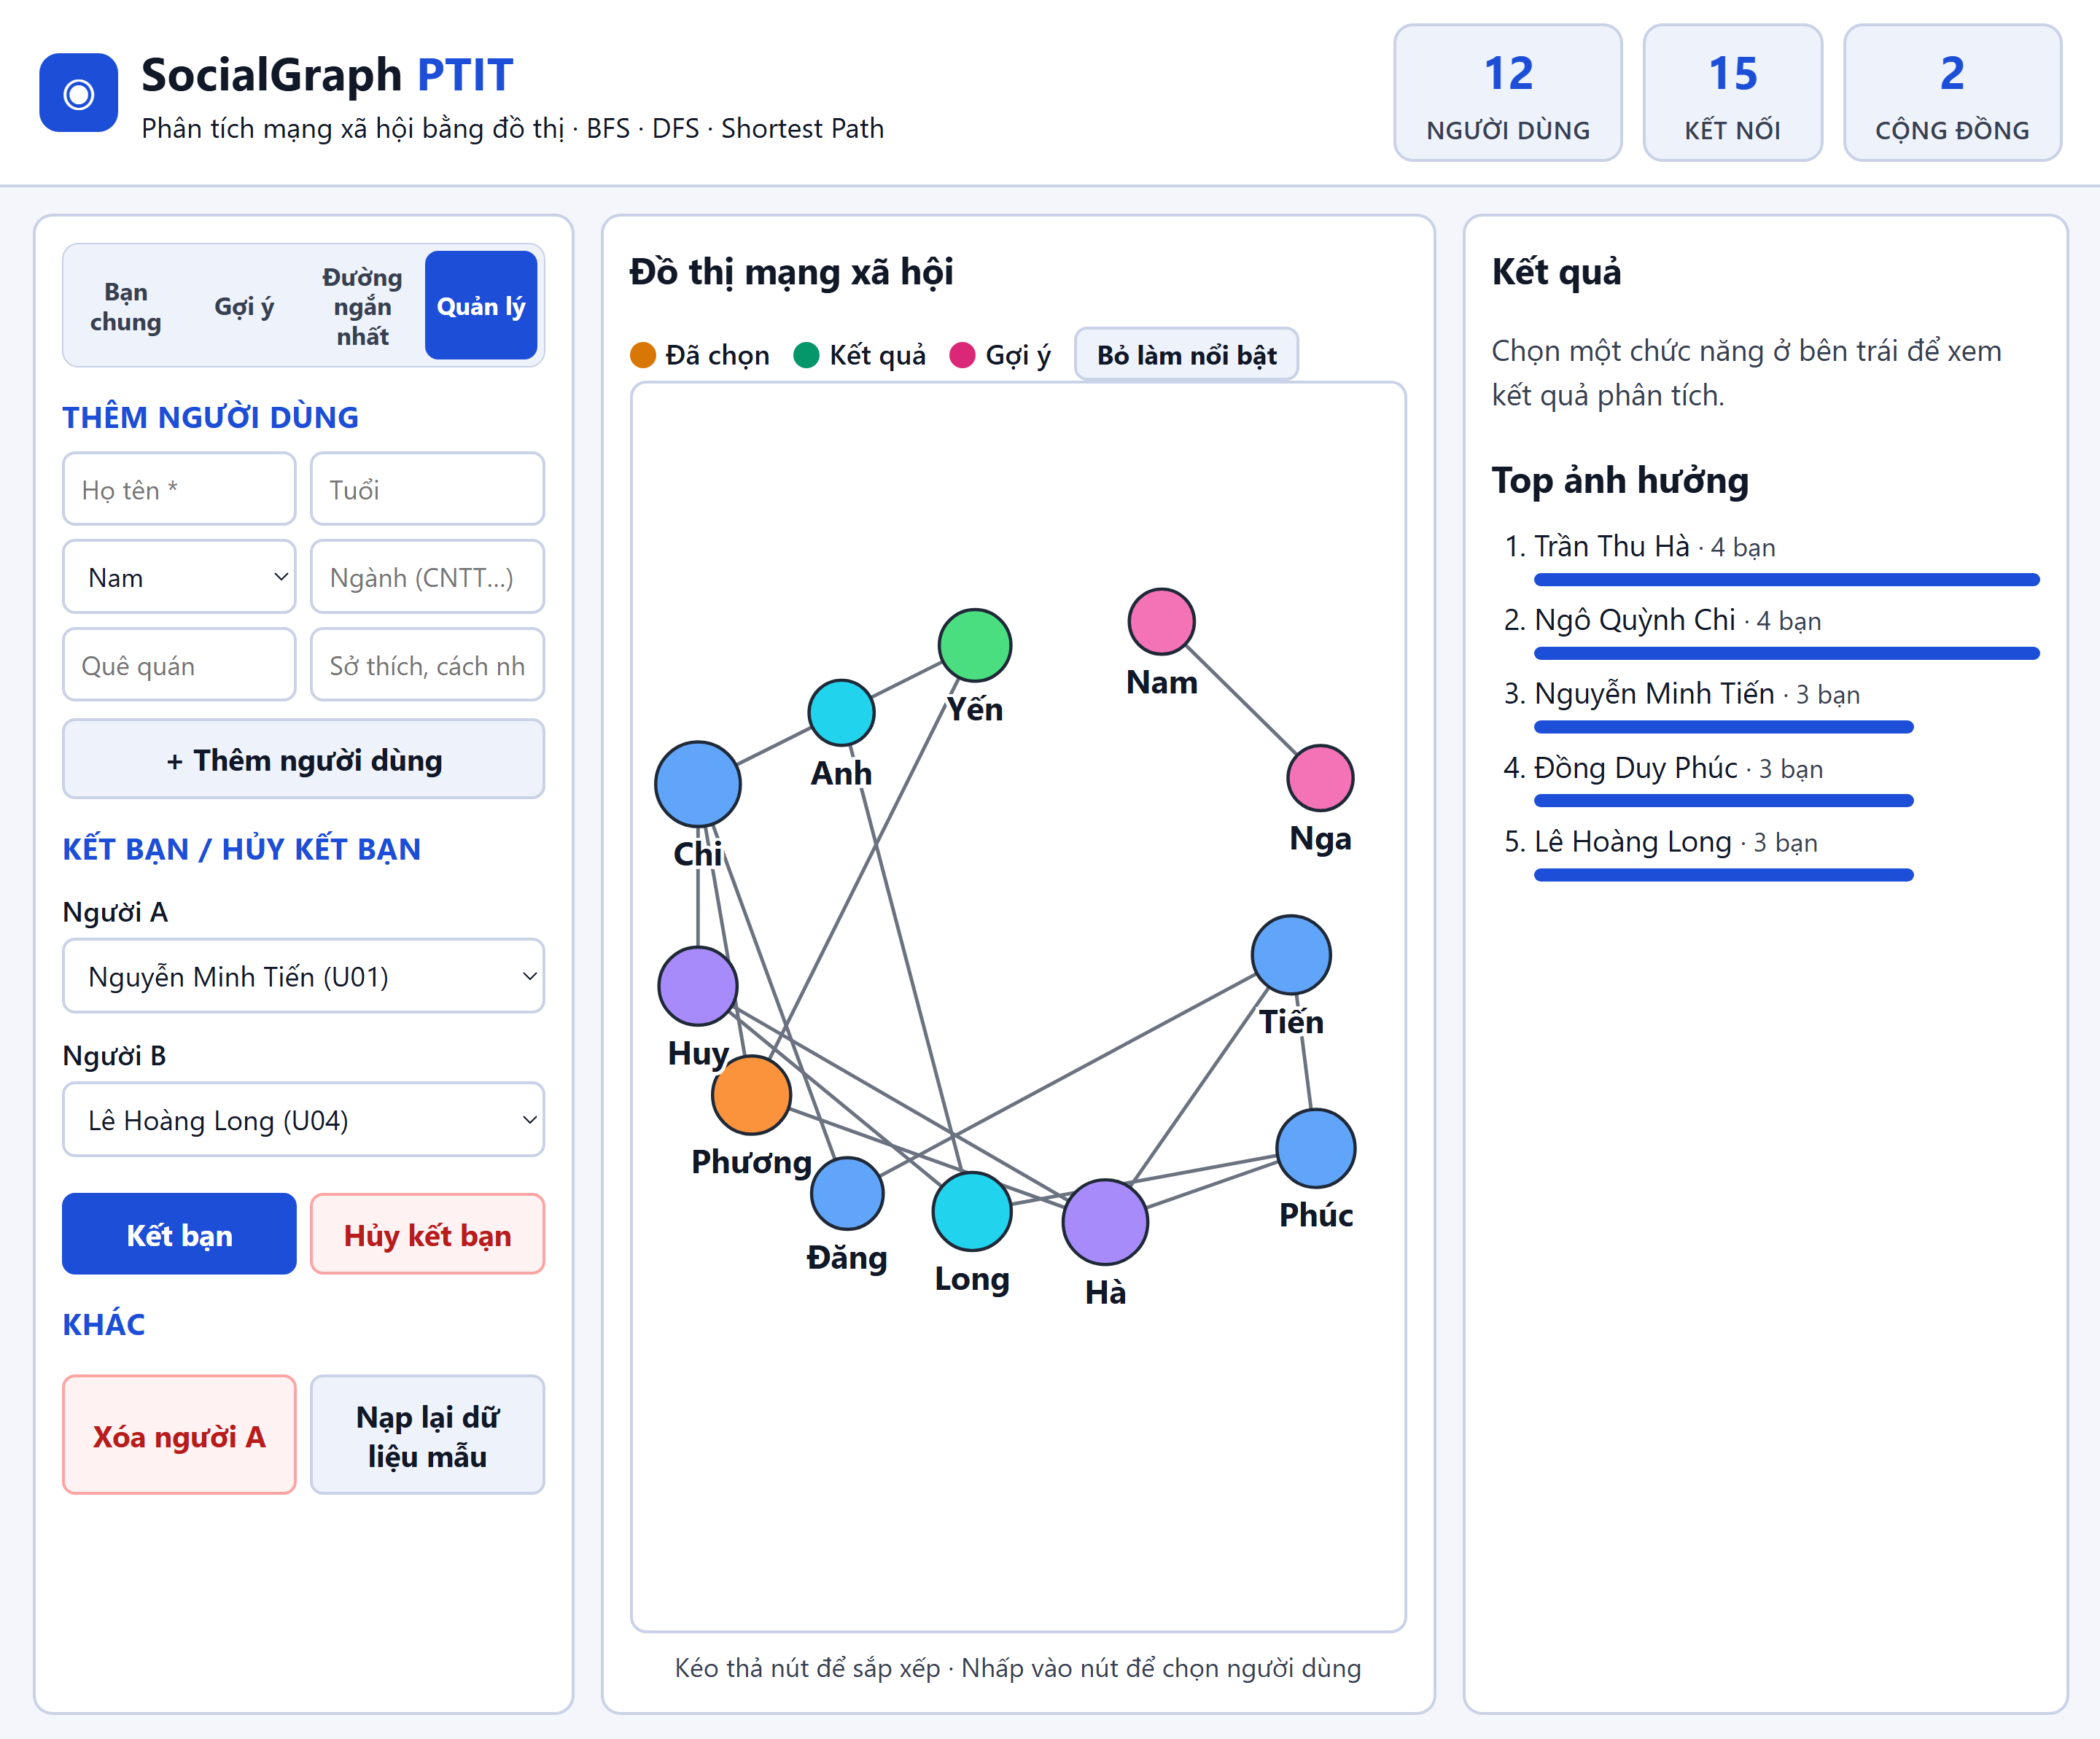 SocialGraph PTIT
Phân tích mạng xã hội bằng đồ thị · BFS · DFS · Shortest Path
12
NGƯỜI DÙNG
15
KẾT NỐI
2
CỘNG ĐỒNG
Bạn
chung
Gợi ý
Đường
ngắn
nhất
Quản lý
THÊM NGƯỜI DÙNG
Họ tên *
Tuổi
Nam
Ngành (CNTT...)
Quê quán
Sở thích, cách nh
+ Thêm người dùng
KẾT BẠN / HỦY KẾT BẠN
Người A
Nguyễn Minh Tiến (U01)
Người B
Lê Hoàng Long (U04)
Kết bạn
Hủy kết bạn
KHÁC
Xóa người A
Nạp lại dữ
liệu mẫu
Đồ thị mạng xã hội
Đã chọn
Kết quả
Gợi ý
Bỏ làm nổi bật
Nam
Yến
Anh
Nga
Chi
Tiến
Huy
Phương
Phúc
Đăng
Long
Hà
Kéo thả nút để sắp xếp · Nhấp vào nút để chọn người dùng
Kết quả
Chọn một chức năng ở bên trái để xem
kết quả phân tích.
Top ảnh hưởng
1. Trần Thu Hà · 4 bạn
2. Ngô Quỳnh Chi · 4 bạn
3. Nguyễn Minh Tiến · 3 bạn
4. Đồng Duy Phúc · 3 bạn
5. Lê Hoàng Long · 3 bạn